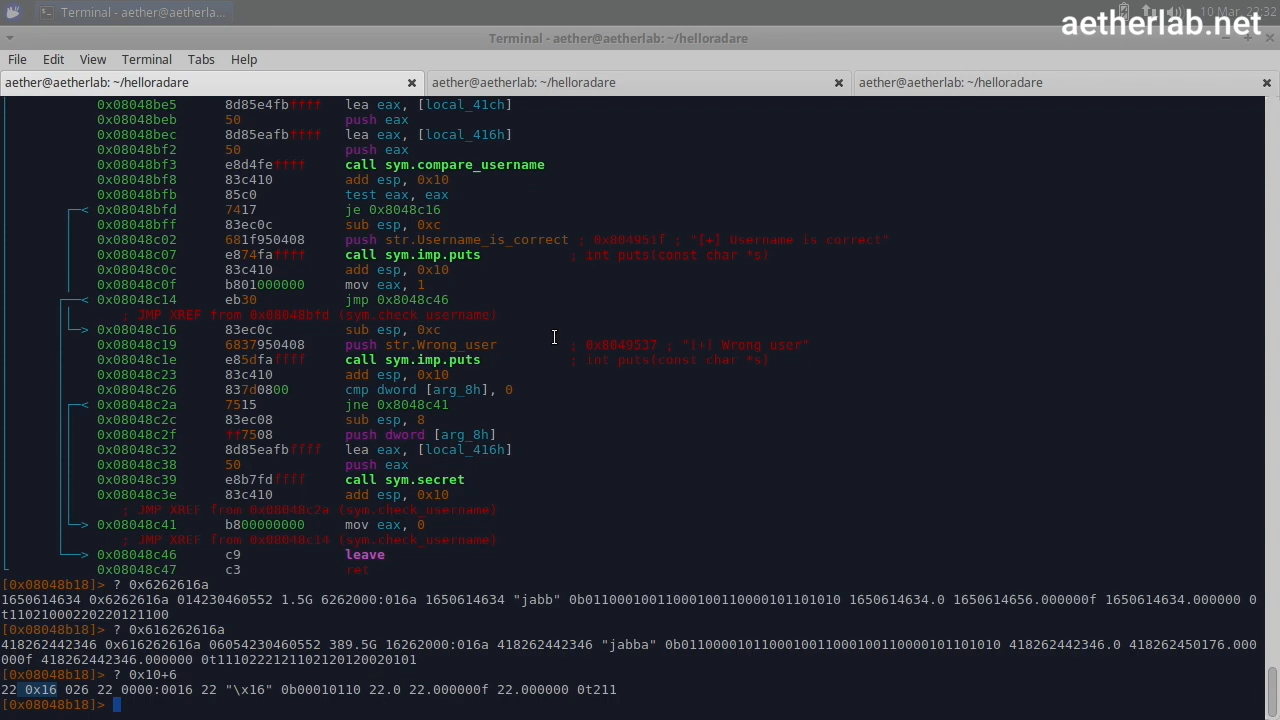 Terminal - aether@aetherla...
10 Mar, 22:32
aetherlab.net
Terminal - aether@aetherlab: ~/helloradare
File Edit View Terminal Tabs Help
aether@aetherlab: ~/helloradare
aether@aetherlab: ~/helloradare
aether@aetherlab: ~/helloradare
0x08048be5 8d85e4fbffff lea eax, [local_41ch]
0x08048beb 50 push eax
0x08048bec 8d85eafbffff lea eax, [local_416h]
0x08048bf2 50 push eax
0x08048bf3 e8d4feffff call sym.compare_username
0x08048bf8 83c410 add esp, 0x10
0x08048bfb 85c0 test eax, eax
0x08048bfd 7417 je 0x8048c16
0x08048bff 83ec0c sub esp, 0xc
0x08048c02 681f950408 push str.Username_is_correct ; 0x804951f ; "[+] Username is correct"
0x08048c07 e874faffff call sym.imp.puts ; int puts(const char *s)
0x08048c0c 83c410 add esp, 0x10
0x08048c0f b801000000 mov eax, 1
0x08048c14 eb30 jmp 0x8048c46
; JMP XREF from 0x08048bfd (sym.check_username)
0x08048c16 83ec0c sub esp, 0xc
0x08048c19 6837950408 push str.Wrong_user ; 0x8049537 ; "[+] Wrong user"
0x08048c1e e85dfaffff call sym.imp.puts ; int puts(const char *s)
0x08048c23 83c410 add esp, 0x10
0x08048c26 837d0800 cmp dword [arg_8h], 0
0x08048c2a 7515 jne 0x8048c41
0x08048c2c 83ec08 sub esp, 8
0x08048c2f ff7508 push dword [arg_8h]
0x08048c32 8d85eafbffff lea eax, [local_416h]
0x08048c38 50 push eax
0x08048c39 e8b7fdffff call sym.secret
0x08048c3e 83c410 add esp, 0x10
; JMP XREF from 0x08048c2a (sym.check_username)
0x08048c41 b800000000 mov eax, 0
; JMP XREF from 0x08048c14 (sym.check_username)
0x08048c46 c9 leave
0x08048c47 c3 ret
[0x08048b18]> ? 0x6262616a
1650614634 0x6262616a 014230460552 1.5G 6262000:016a 1650614634 "jabb" 0b01100010011000100110000101101010 1650614634.0 1650614656.000000f 1650614634.000000 0
t11021000220220121100
[0x08048b18]> ? 0x616262616a
418262442346 0x616262616a 06054230460552 389.5G 16262000:016a 418262442346 "jabba" 0b0110000101100010011000100110000101101010 418262442346.0 418262450176.000
000f 418262442346.000000 0t1110222121102120120020101
[0x08048b18]> ? 0x10+6
22 0x16 026 22 0000:0016 22 "\x16" 0b00010110 22.0 22.000000f 22.000000 0t211
[0x08048b18]>